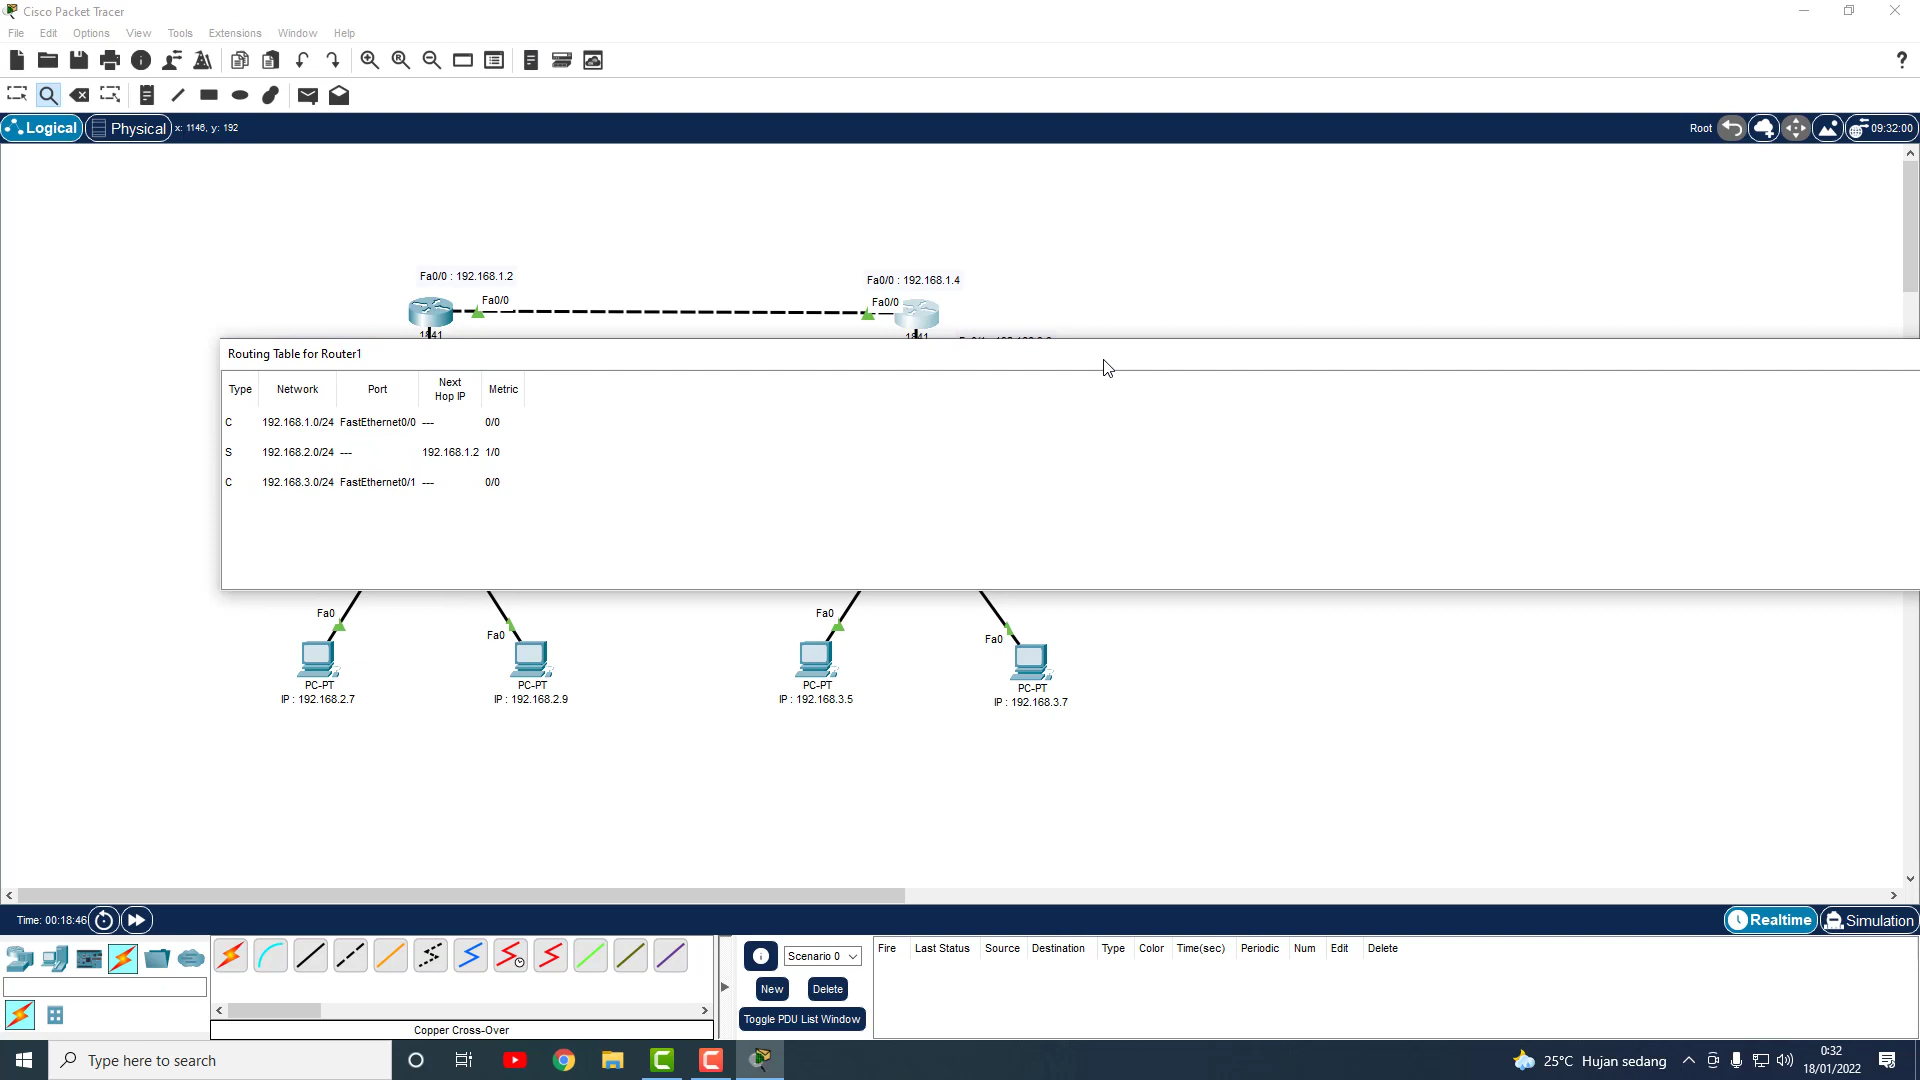 Cisco Packet Tracer
File Edit Options View Tools Extensions Window Help
Logical Physical x: 1146, y: 192 Root 09:32:00
Fa0/0 : 192.168.1.2
Fa0/0 : 192.168.1.4
Fa0/0
Fa0/0
1841
1841
Routing Table for Router1
Type Network Port Next Hop IP Metric
C 192.168.1.0/24 FastEthernet0/0 --- 0/0
S 192.168.2.0/24 --- 192.168.1.2 1/0
C 192.168.3.0/24 FastEthernet0/1 --- 0/0
Fa0 Fa0 Fa0 Fa0
PC-PT PC-PT PC-PT PC-PT
IP : 192.168.2.7 IP : 192.168.2.9 IP : 192.168.3.5 IP : 192.168.3.7
Time: 00:18:46 Realtime Simulation
Scenario 0
New Delete
Toggle PDU List Window
Fire Last Status Source Destination Type Color Time(sec) Periodic Num Edit Delete
Copper Cross-Over
Type here to search
25°C Hujan sedang
0:32
18/01/2022